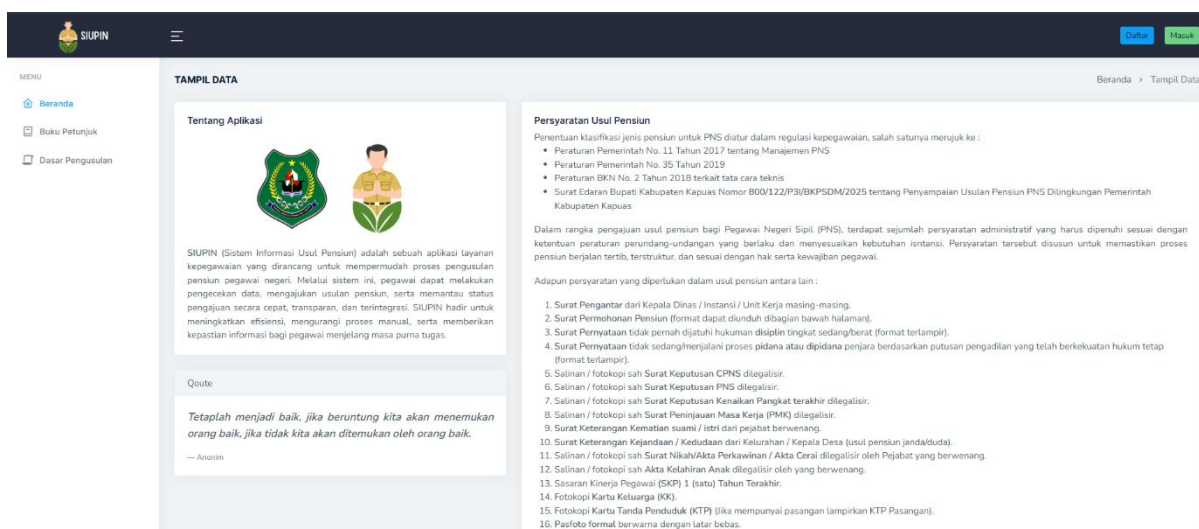 SIUPIN
Daftar
Masuk
MENU
Beranda
Buku Petunjuk
Dasar Pengusulan
TAMPIL DATA
Beranda › Tampil Data
Tentang Aplikasi
SIUPIN (Sistem Informasi Usul Pensiun) adalah sebuah aplikasi layanan
kepegawaian yang dirancang untuk mempermudah proses pengusulan
pensiun pegawai negeri. Melalui sistem ini, pegawai dapat melakukan
pengecekan data, mengajukan usulan pensiun, serta memantau status
pengajuan secara cepat, transparan, dan terintegrasi. SIUPIN hadir untuk
meningkatkan efisiensi, mengurangi proses manual, serta memberikan
kepastian informasi bagi pegawai menjelang masa purna tugas.
Qoute
Tetaplah menjadi baik, jika beruntung kita akan menemukan
orang baik, jika tidak kita akan ditemukan oleh orang baik.
— Anonim
Persyaratan Usul Pensiun
Penentuan klasifikasi jenis pensiun untuk PNS diatur dalam regulasi kepegawaian, salah satunya merujuk ke :
• Peraturan Pemerintah No. 11 Tahun 2017 tentang Manajemen PNS
• Peraturan Pemerintah No. 35 Tahun 2019
• Peraturan BKN No. 2 Tahun 2018 terkait tata cara teknis
• Surat Edaran Bupati Kabupaten Kapuas Nomor 800/122/P3I/BKPSDM/2025 tentang Penyampaian Usulan Pensiun PNS Dilingkungan Pemerintah
Kabupaten Kapuas
Dalam rangka pengajuan usul pensiun bagi Pegawai Negeri Sipil (PNS), terdapat sejumlah persyaratan administratif yang harus dipenuhi sesuai dengan
ketentuan peraturan perundang-undangan yang berlaku dan menyesuaikan kebutuhan isntansi. Persyaratan tersebut disusun untuk memastikan proses
pensiun berjalan tertib, terstruktur, dan sesuai dengan hak serta kewajiban pegawai.
Adapun persyaratan yang diperlukan dalam usul pensiun antara lain :
1. Surat Pengantar dari Kepala Dinas / Instansi / Unit Kerja masing-masing.
2. Surat Permohonan Pensiun (format dapat diunduh dibagian bawah halaman).
3. Surat Pernyataan tidak pernah dijatuhi hukuman disiplin tingkat sedang/berat (format terlampir).
4. Surat Pernyataan tidak sedang/menjalani proses pidana atau dipidana penjara berdasarkan putusan pengadilan yang telah berkekuatan hukum tetap
(format terlampir).
5. Salinan / fotokopi sah Surat Keputusan CPNS dilegalisir.
6. Salinan / fotokopi sah Surat Keputusan PNS dilegalisir.
7. Salinan / fotokopi sah Surat Keputusan Kenaikan Pangkat terakhir dilegalisir.
8. Salinan / fotokopi sah Surat Peninjauan Masa Kerja (PMK) dilegalisir.
9. Surat Keterangan Kematian suami / istri dari pejabat berwenang.
10. Surat Keterangan Kejandaan / Kedudaan dari Kelurahan / Kepala Desa (usul pensiun janda/duda).
11. Salinan / fotokopi sah Surat Nikah/Akta Perkawinan / Akta Cerai dilegalisir oleh Pejabat yang berwenang.
12. Salinan / fotokopi sah Akta Kelahiran Anak dilegalisir oleh yang berwenang.
13. Sasaran Kinerja Pegawai (SKP) 1 (satu) Tahun Terakhir.
14. Fotokopi Kartu Keluarga (KK).
15. Fotokopi Kartu Tanda Penduduk (KTP) (Jika mempunyai pasangan lampirkan KTP Pasangan).
16. Pasfoto formal berwarna dengan latar bebas.